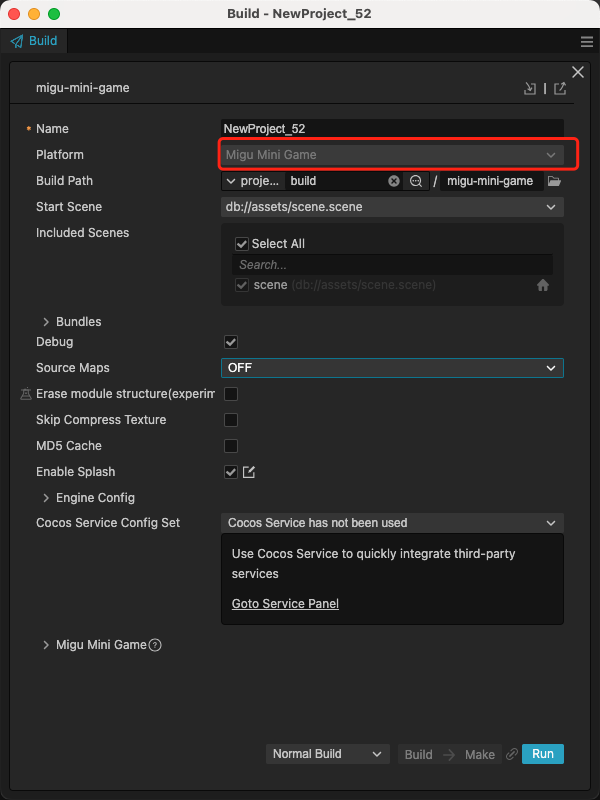 Build - NewProject_52
Build
migu-mini-game
Name NewProject_52
Platform Migu Mini Game
Build Path proje... build / migu-mini-game
Start Scene db://assets/scene.scene
Included Scenes
Select All
Search...
scene (db://assets/scene.scene)
Bundles
Debug
Source Maps OFF
Erase module structure(experim
Skip Compress Texture
MD5 Cache
Enable Splash
Engine Config
Cocos Service Config Set Cocos Service has not been used
Use Cocos Service to quickly integrate third-party
services
Goto Service Panel
Migu Mini Game ?
Normal Build Build Make Run